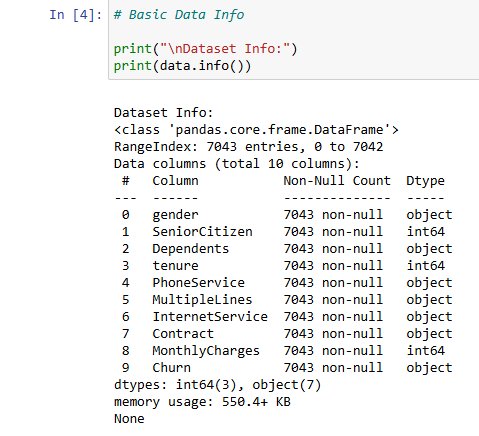 In [4]: # Basic Data Info
print("\nDataset Info:")
print(data.info())
Dataset Info:
<class 'pandas.core.frame.DataFrame'>
RangeIndex: 7043 entries, 0 to 7042
Data columns (total 10 columns):
 #   Column           Non-Null Count  Dtype
---  ------           --------------  -----
 0   gender           7043 non-null   object
 1   SeniorCitizen    7043 non-null   int64
 2   Dependents       7043 non-null   object
 3   tenure           7043 non-null   int64
 4   PhoneService     7043 non-null   object
 5   MultipleLines    7043 non-null   object
 6   InternetService  7043 non-null   object
 7   Contract         7043 non-null   object
 8   MonthlyCharges   7043 non-null   int64
 9   Churn            7043 non-null   object
dtypes: int64(3), object(7)
memory usage: 550.4+ KB
None